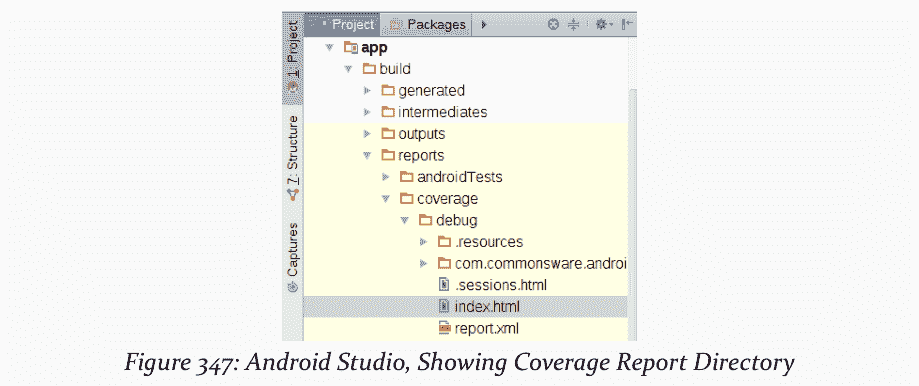 Project Packages
1: Project
7: Structure
Captures
app
build
generated
intermediates
outputs
reports
androidTests
coverage
debug
.resources
com.commonsware.androi
.sessions.html
index.html
report.xml
Figure 347: Android Studio, Showing Coverage Report Directory